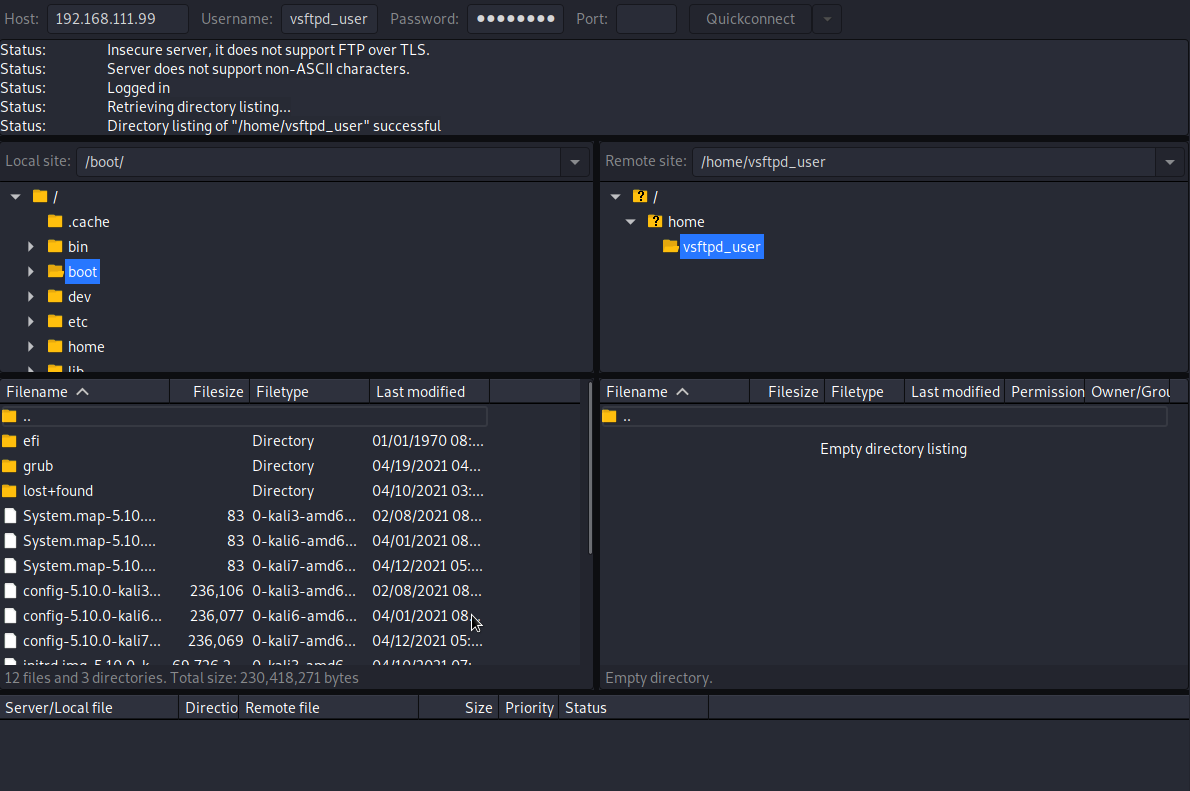 Host: 192.168.111.99 Username: vsftpd_user Password: ●●●●●●●● Port: Quickconnect
Status: Insecure server, it does not support FTP over TLS.
Status: Server does not support non-ASCII characters.
Status: Logged in
Status: Retrieving directory listing...
Status: Directory listing of "/home/vsftpd_user" successful
Local site: /boot/
/
.cache
bin
boot
dev
etc
home
lib
Remote site: /home/vsftpd_user
/
home
vsftpd_user
Filename Filesize Filetype Last modified
..
efi Directory 01/01/1970 08:...
grub Directory 04/19/2021 04...
lost+found Directory 04/10/2021 03:...
System.map-5.10.... 83 0-kali3-amd6... 02/08/2021 08...
System.map-5.10.... 83 0-kali6-amd6... 04/01/2021 08...
System.map-5.10.... 83 0-kali7-amd6... 04/12/2021 05:...
config-5.10.0-kali3... 236,106 0-kali3-amd6... 02/08/2021 08...
config-5.10.0-kali6... 236,077 0-kali6-amd6... 04/01/2021 08...
config-5.10.0-kali7... 236,069 0-kali7-amd6... 04/12/2021 05:...
12 files and 3 directories. Total size: 230,418,271 bytes
Filename Filesize Filetype Last modified Permission Owner/Grou
..
Empty directory listing
Empty directory.
Server/Local file Directio Remote file Size Priority Status